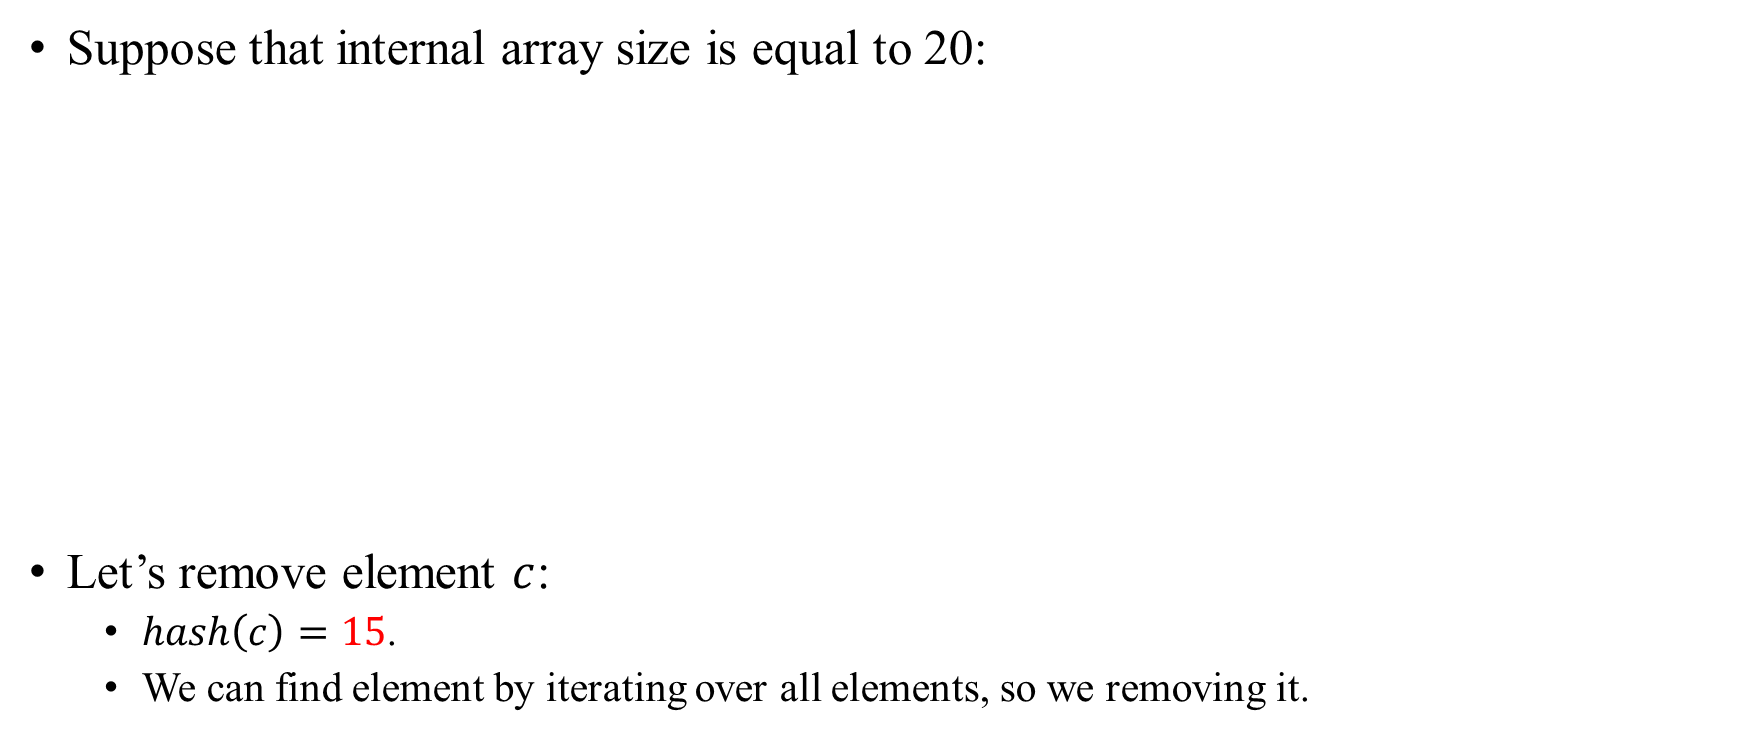 • Suppose that internal array size is equal to 20:
• Let’s remove element c:
• hash(c) = 15.
• We can find element by iterating over all elements, so we removing it.